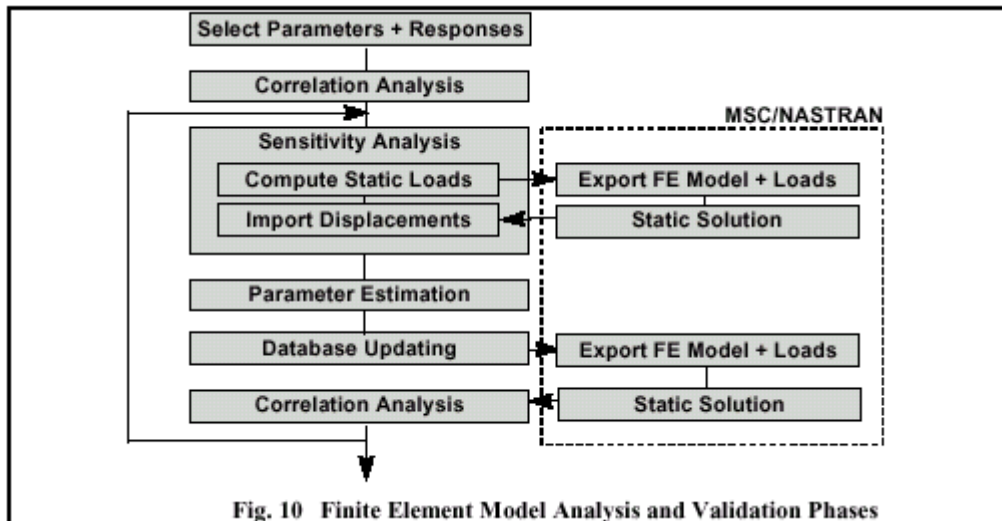 Select Parameters + Responses
Correlation Analysis
MSC/NASTRAN
Sensitivity Analysis
Compute Static Loads
Export FE Model + Loads
Import Displacements
Static Solution
Parameter Estimation
Database Updating
Export FE Model + Loads
Correlation Analysis
Static Solution
Fig. 10 Finite Element Model Analysis and Validation Phases